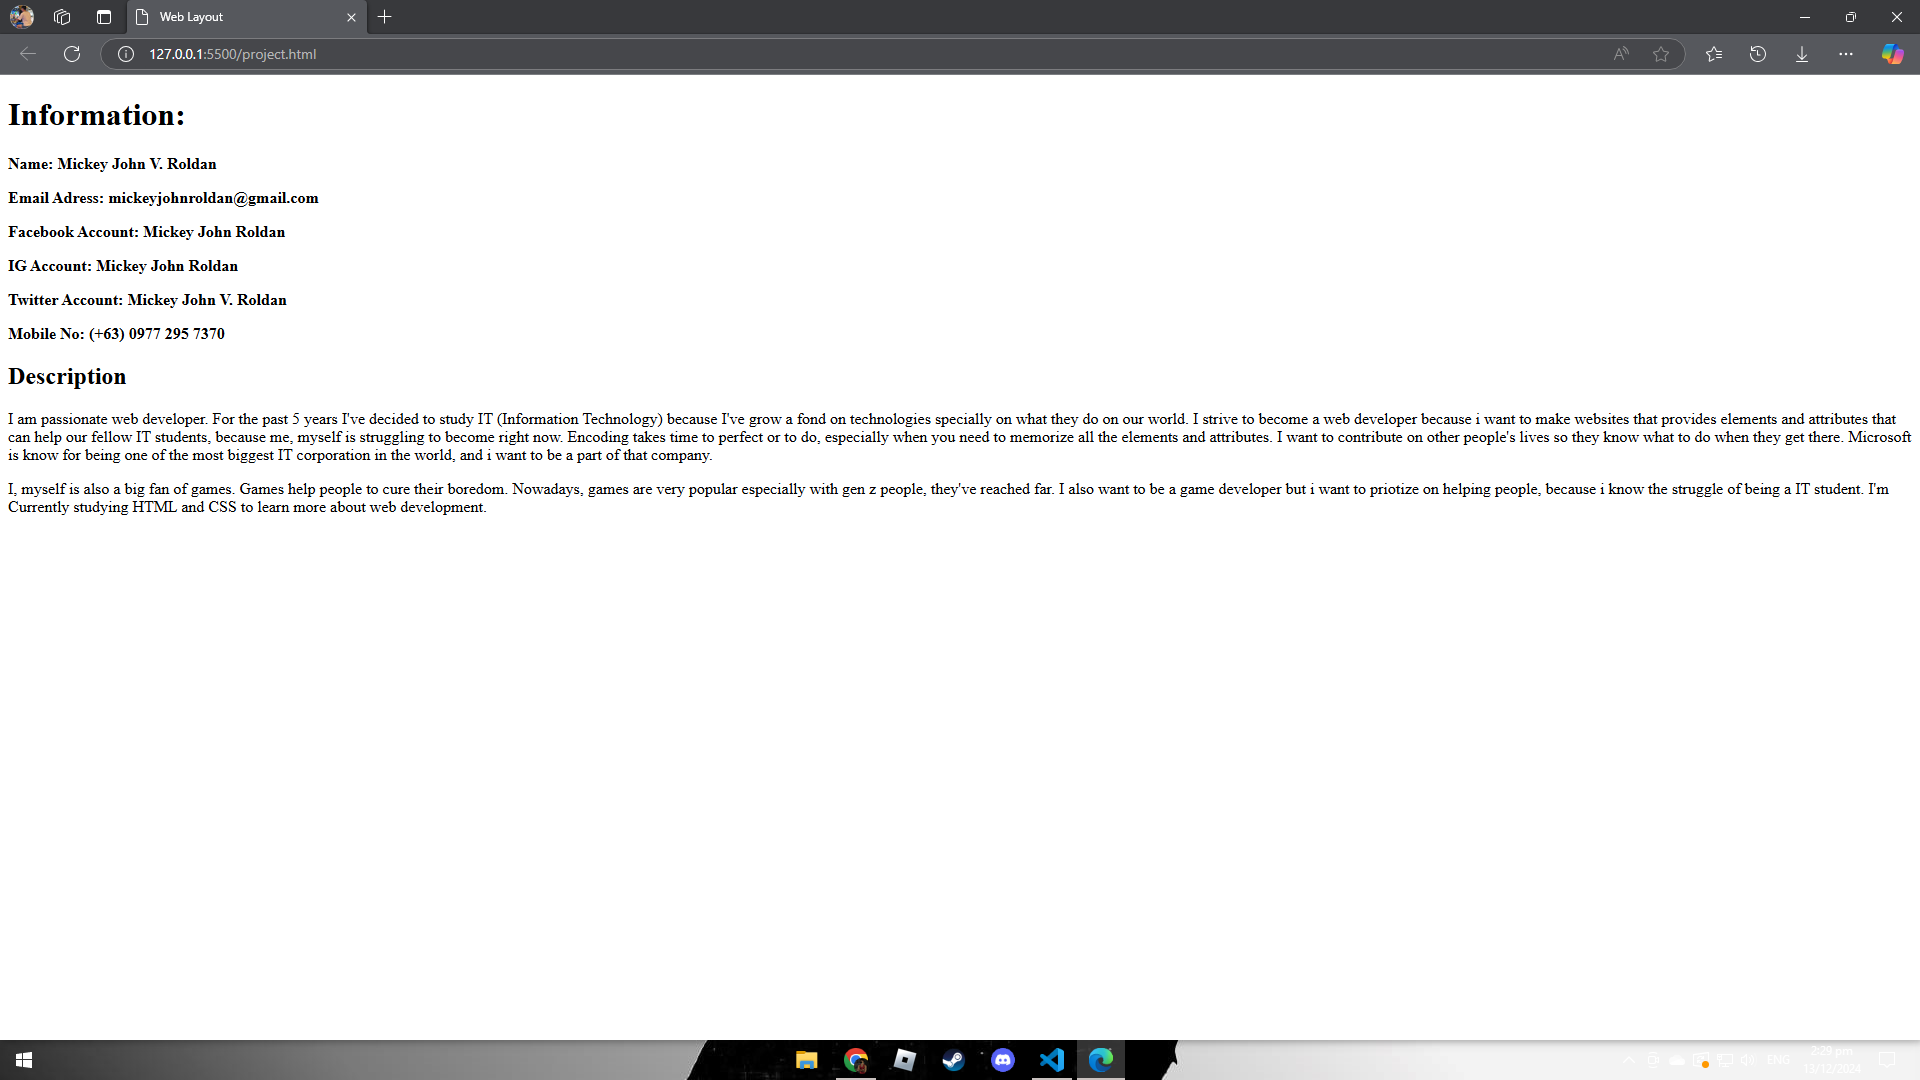 Web Layout
127.0.0.1:5500/project.html
Information:
Name: Mickey John V. Roldan
Email Adress: mickeyjohnroldan@gmail.com
Facebook Account: Mickey John Roldan
IG Account: Mickey John Roldan
Twitter Account: Mickey John V. Roldan
Mobile No: (+63) 0977 295 7370
Description
I am passionate web developer. For the past 5 years I've decided to study IT (Information Technology) because I've grow a fond on technologies specially on what they do on our world. I strive to become a web developer because i want to make websites that provides elements and attributes that
can help our fellow IT students, because me, myself is struggling to become right now. Encoding takes time to perfect or to do, especially when you need to memorize all the elements and attributes. I want to contribute on other people's lives so they know what to do when they get there. Microsoft
is know for being one of the most biggest IT corporation in the world, and i want to be a part of that company.
I, myself is also a big fan of games. Games help people to cure their boredom. Nowadays, games are very popular especially with gen z people, they've reached far. I also want to be a game developer but i want to priotize on helping people, because i know the struggle of being a IT student. I'm
Currently studying HTML and CSS to learn more about web development.
ENG
2:29 pm
13/12/2024